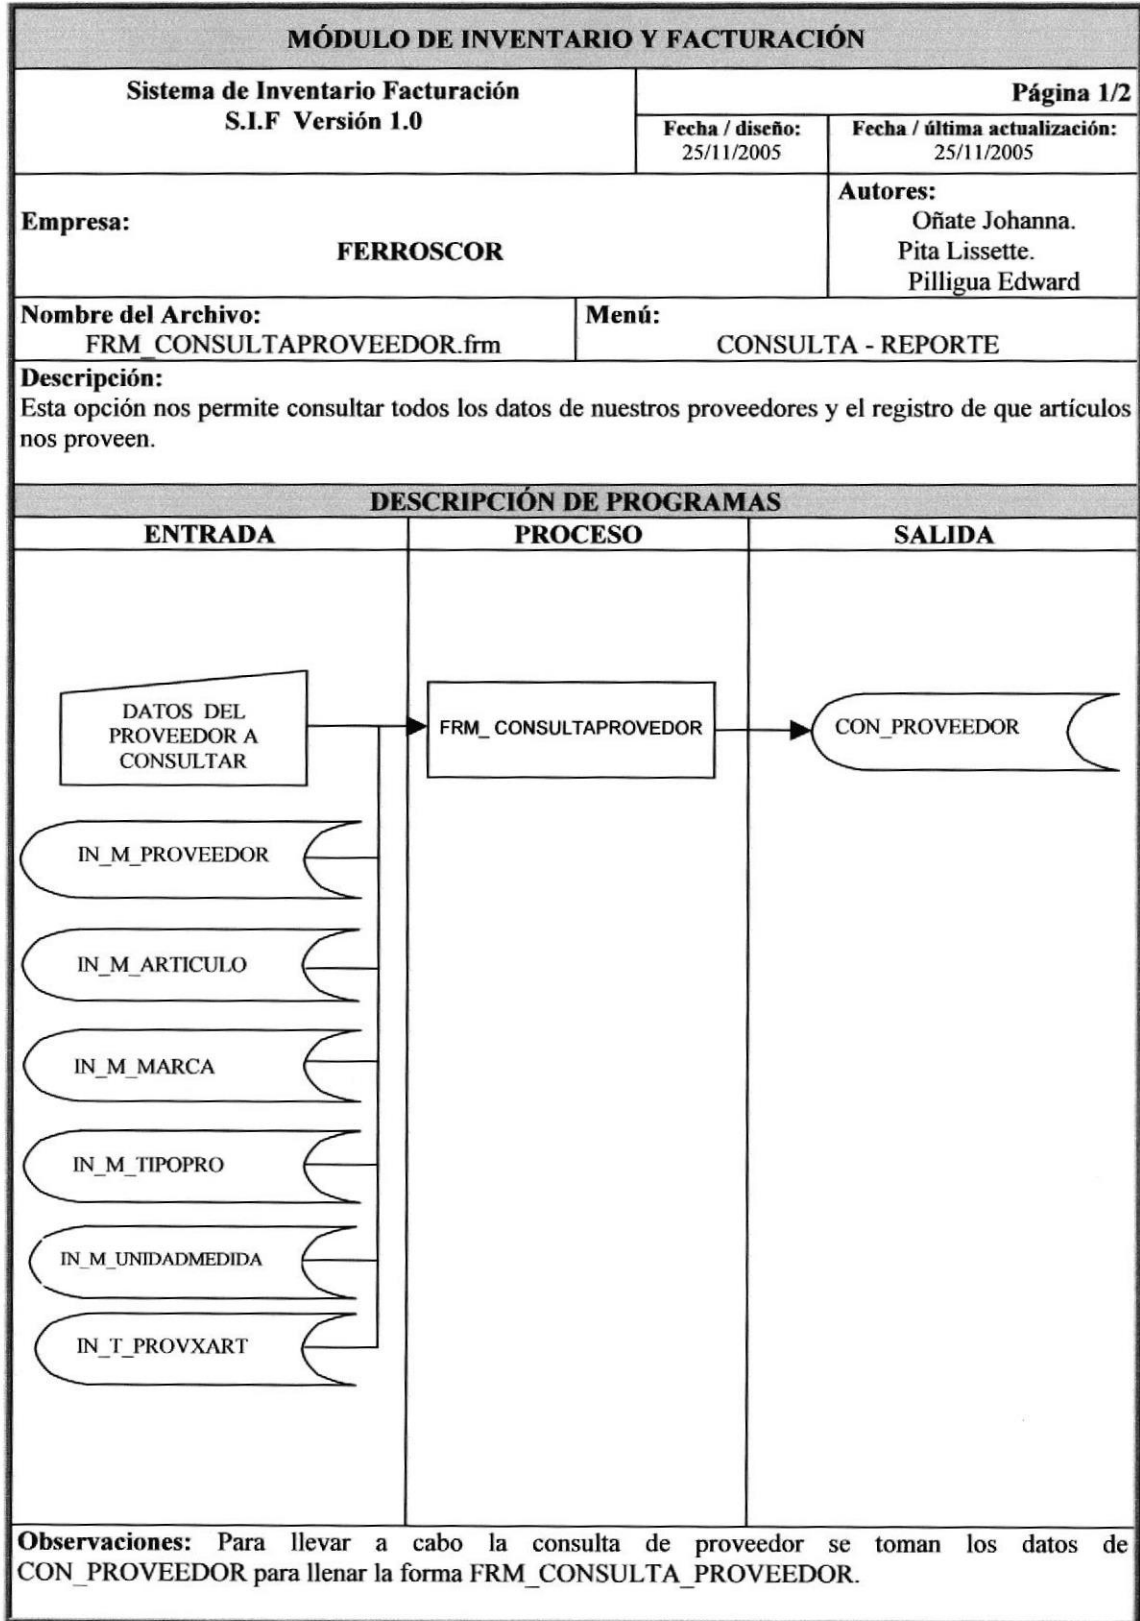 MÓDULO DE INVENTARIO Y FACTURACIÓN
Sistema de Inventario Facturación
S.I.F Versión 1.0
Página 1/2
Fecha / diseño:
25/11/2005
Fecha / última actualización:
25/11/2005
Empresa:
FERROSCOR
Autores:
Oñate Johanna.
Pita Lissette.
Pilligua Edward
Nombre del Archivo:
FRM_CONSULTAPROVEEDOR.frm
Menú:
CONSULTA - REPORTE
Descripción:
Esta opción nos permite consultar todos los datos de nuestros proveedores y el registro de que artículos
nos proveen.
DESCRIPCIÓN DE PROGRAMAS
ENTRADA
PROCESO
SALIDA
DATOS DEL
PROVEEDOR A
CONSULTAR
FRM_ CONSULTAPROVEDOR
CON_PROVEEDOR
IN_M_PROVEEDOR
IN_M_ARTICULO
IN_M_MARCA
IN_M_TIPOPRO
IN_M_UNIDADMEDIDA
IN_T_PROVXART
Observaciones: Para llevar a cabo la consulta de proveedor se toman los datos de
CON_PROVEEDOR para llenar la forma FRM_CONSULTA_PROVEEDOR.